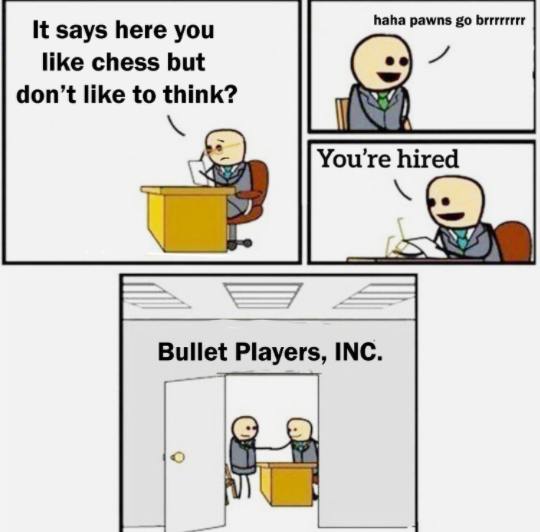 It says here you
like chess but
don't like to think?
haha pawns go brrrrrrrr
You're hired
Bullet Players, INC.